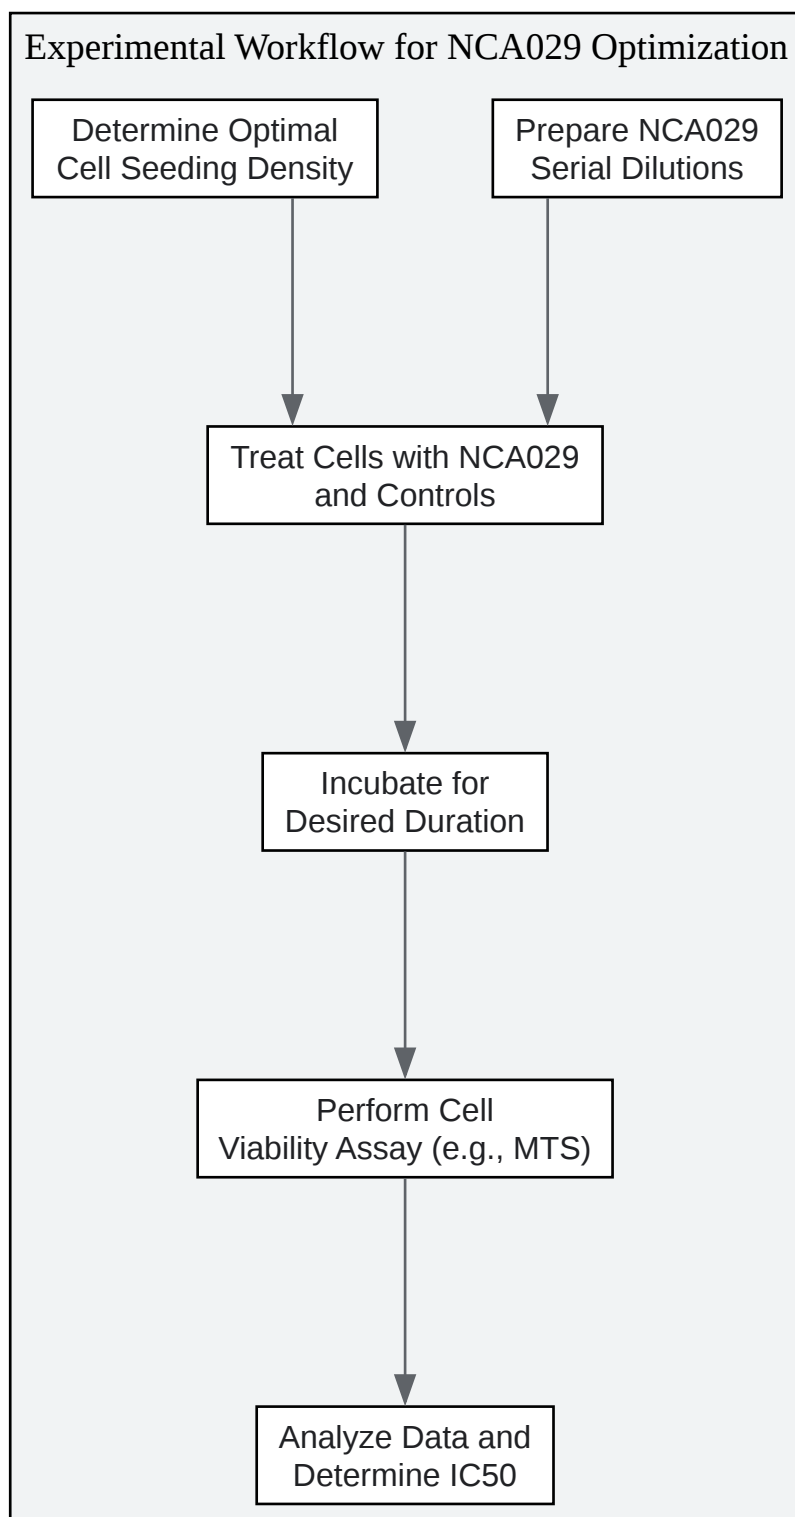 Experimental Workflow for NCA029 Optimization
Determine Optimal
Cell Seeding Density
Prepare NCA029
Serial Dilutions
Treat Cells with NCA029
and Controls
Incubate for
Desired Duration
Perform Cell
Viability Assay (e.g., MTS)
Analyze Data and
Determine IC50